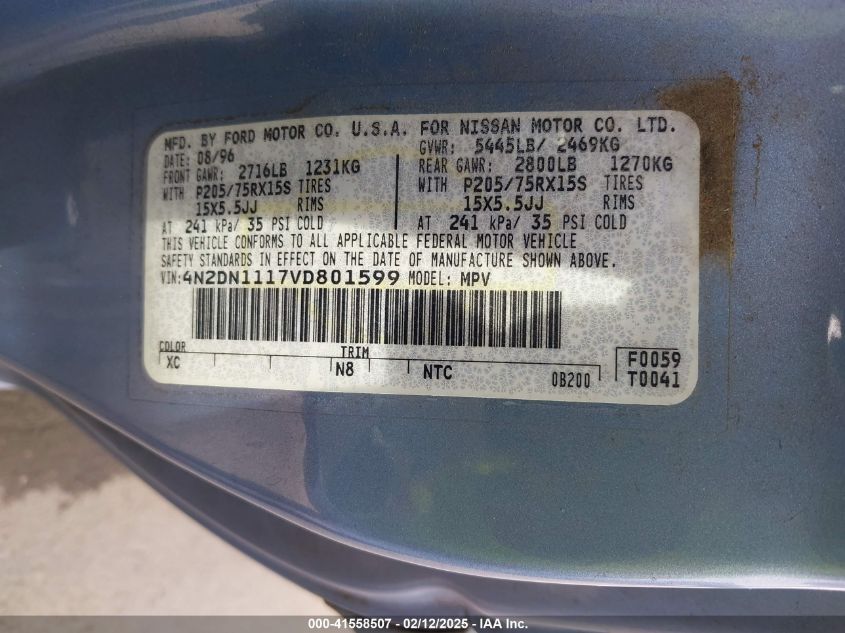 MFD. BY FORD MOTOR CO. U.S.A. FOR NISSAN MOTOR CO. LTD.
DATE: 08/96 GVWR: 5445LB/ 2469KG
FRONT GAWR: 2716LB 1231KG REAR GAWR: 2800LB 1270KG
WITH P205/75RX15S TIRES WITH P205/75RX15S TIRES
15X5.5JJ RIMS 15X5.5JJ RIMS
AT 241 kPa/ 35 PSI COLD AT 241 kPa/ 35 PSI COLD
THIS VEHICLE CONFORMS TO ALL APPLICABLE FEDERAL MOTOR VEHICLE
SAFETY STANDARDS IN EFFECT ON THE DATE OF MANUFACTURE SHOWN ABOVE.
VIN: 4N2DN1117VD801599 MODEL: MPV
COLOR TRIM
XC N8 NTC 0B200 F0059
T0041
000-41558507 - 02/12/2025 - IAA Inc.